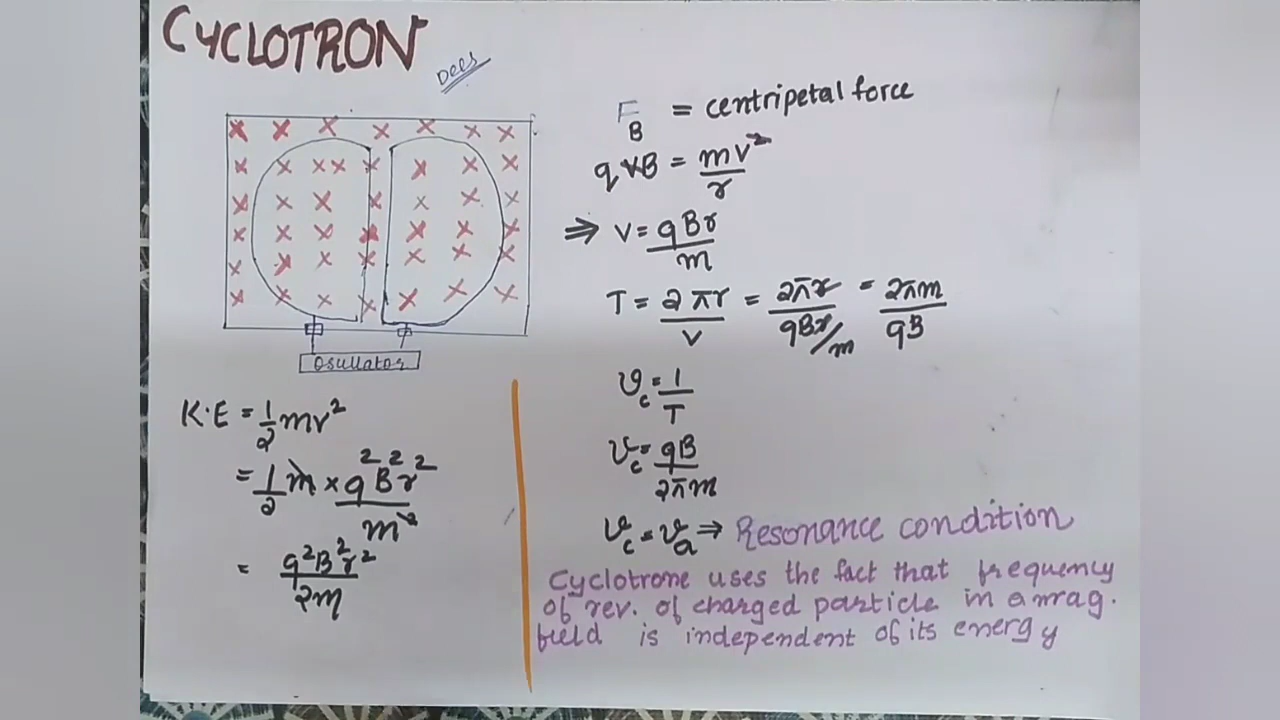 CYCLOTRON
Dees
Osullator
K.E = 1/2 mv²
= 1/2 m × q²B²r²/m²
= q²B²r²/2m
F_B = centripetal force
qVB = mv²/r
⇒ V = qBr/m
T = 2πr/V = 2πr/qBr/m = 2πm/qB
ν_c = 1/T
ν_c = qB/2πm
ν_c = ν_a ⇒ Resonance condition
Cyclotrone uses the fact that frequency
of rev. of charged particle in a mag.
field is independent of its energy